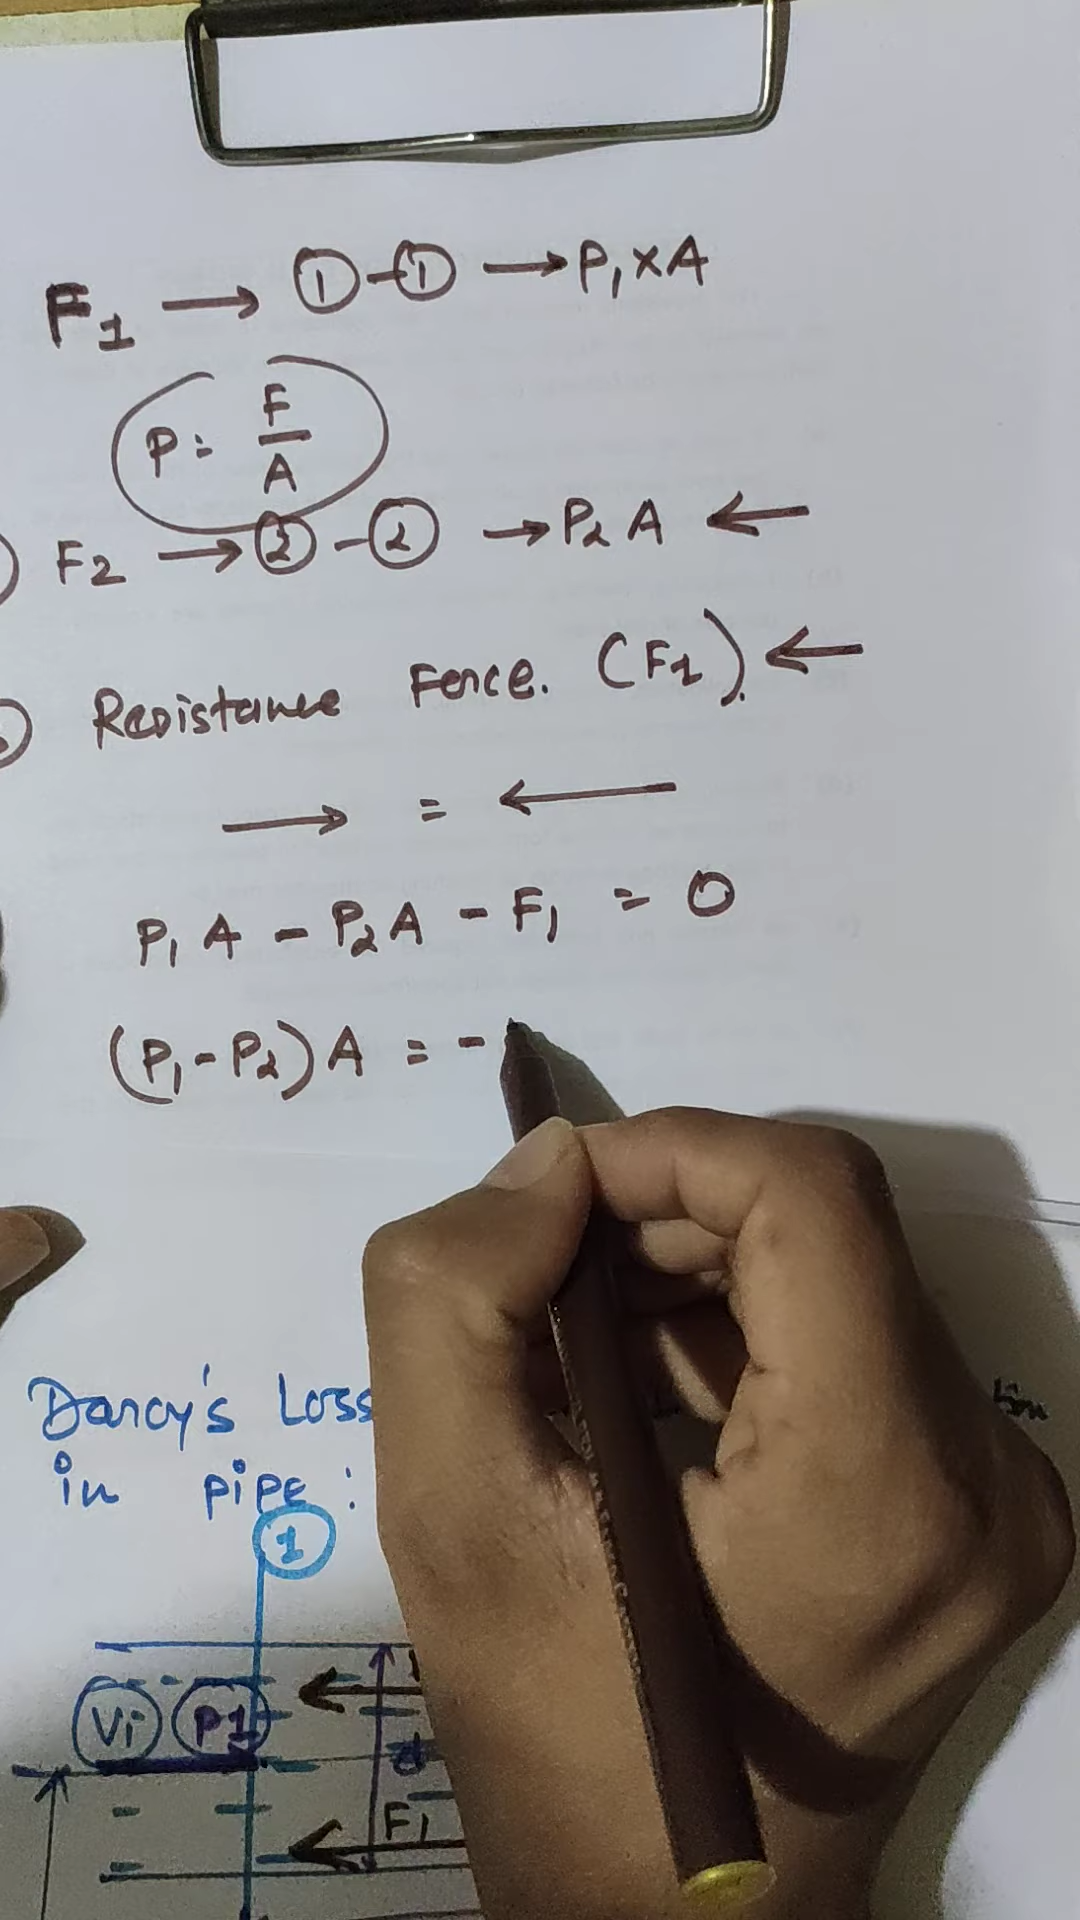 F1 → ①-① → P1 × A
P = F/A
F2 → ②-② → P2 A ←
Resistance Force. (F1). ←
→ = ←
P1 A - P2 A - F1 = 0
(P1 - P2) A = -
Darcy's Loss
in pipe :
①
Vi P1
d
F1